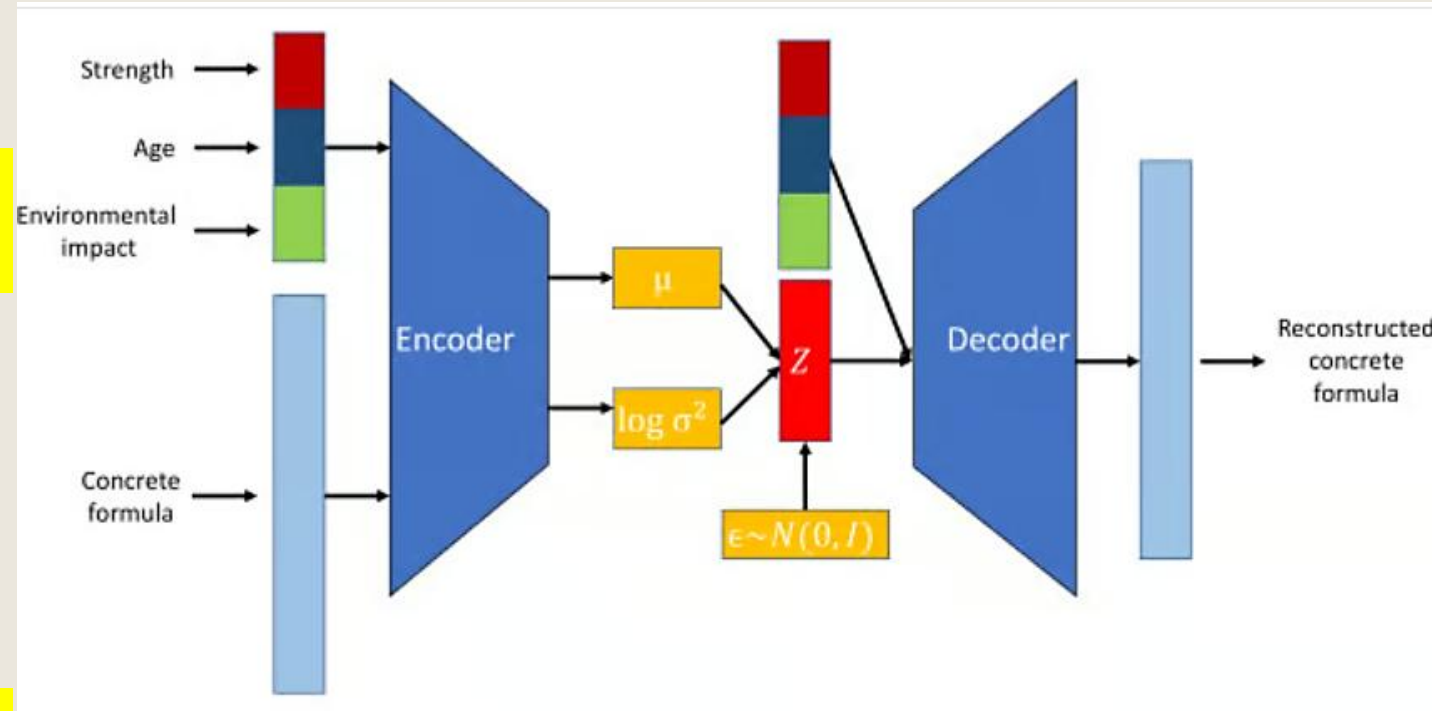 Strength
Age
Environmental
impact
Concrete
formula
Encoder
μ
log σ²
Z
ϵ~N(0,I)
Decoder
Reconstructed
concrete
formula